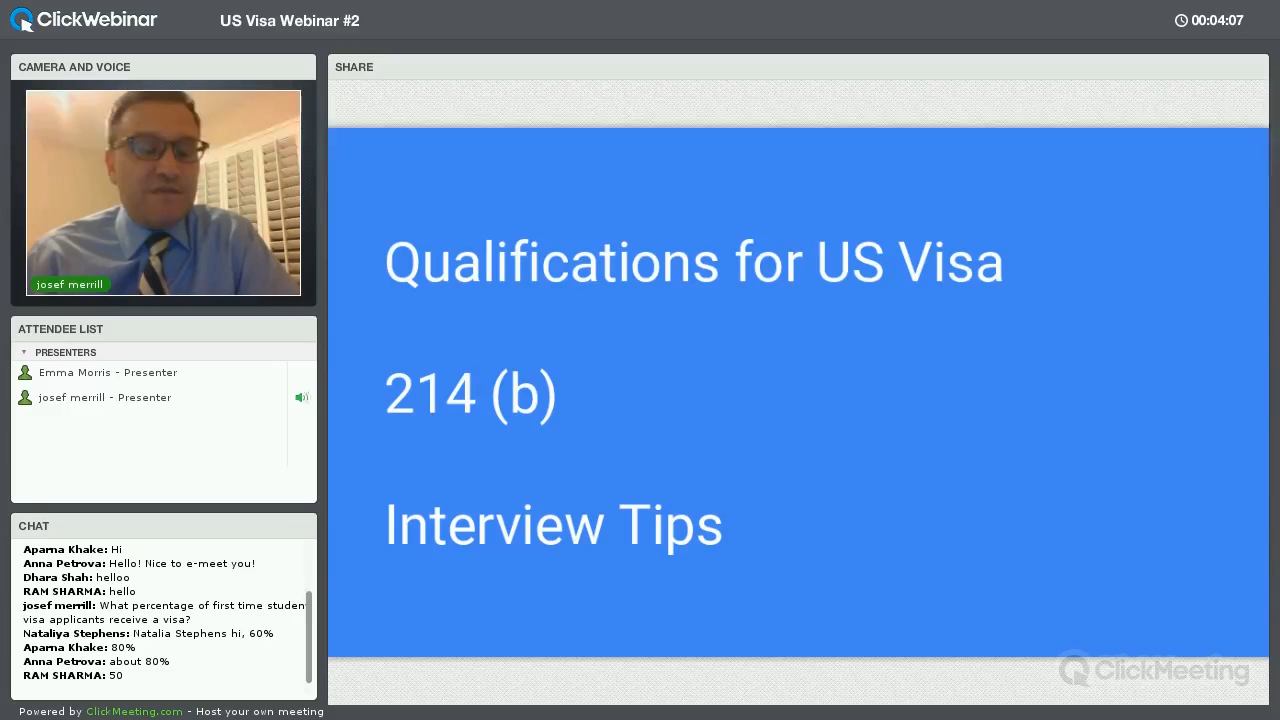 ClickWebinar
US Visa Webinar #2
00:04:07
CAMERA AND VOICE
josef merrill
ATTENDEE LIST
PRESENTERS
Emma Morris - Presenter
josef merrill - Presenter
CHAT
Aparna Khake: Hi
Anna Petrova: Hello! Nice to e-meet you!
Dhara Shah: helloo
RAM SHARMA: hello
josef merrill: What percentage of first time studen
visa applicants receive a visa?
Nataliya Stephens: Natalia Stephens hi, 60%
Aparna Khake: 80%
Anna Petrova: about 80%
RAM SHARMA: 50
SHARE
Qualifications for US Visa
214 (b)
Interview Tips
ClickMeeting
Powered by ClickMeeting.com - Host your own meeting